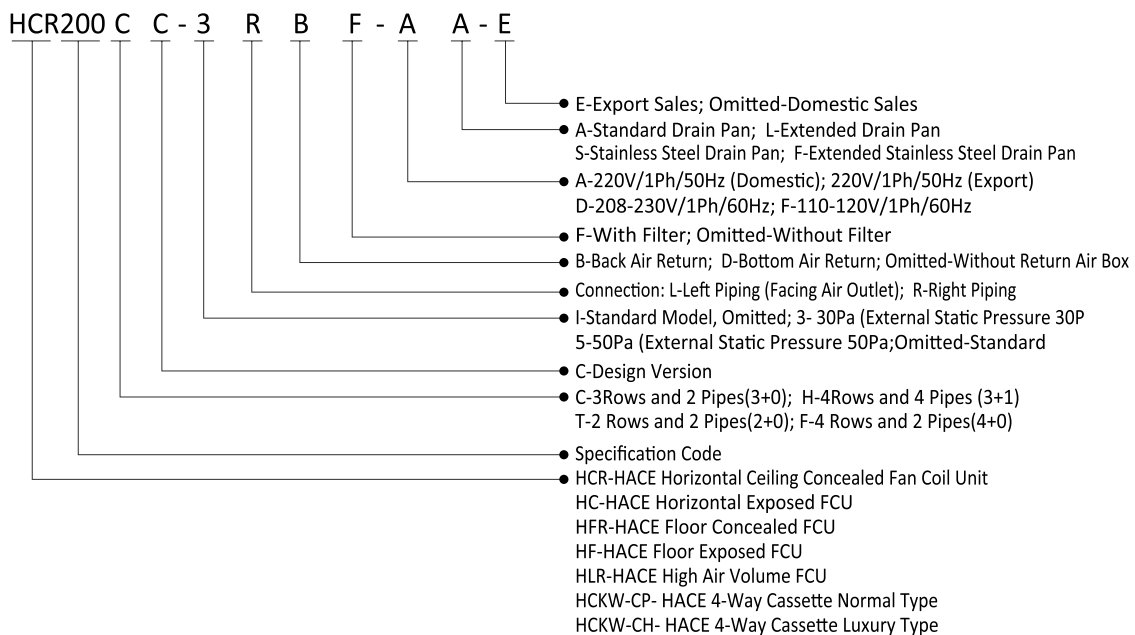 HCR200 C C - 3 R B F - A A - E
E-Export Sales; Omitted-Domestic Sales
A-Standard Drain Pan; L-Extended Drain Pan
S-Stainless Steel Drain Pan; F-Extended Stainless Steel Drain Pan
A-220V/1Ph/50Hz (Domestic); 220V/1Ph/50Hz (Export)
D-208-230V/1Ph/60Hz; F-110-120V/1Ph/60Hz
F-With Filter; Omitted-Without Filter
B-Back Air Return; D-Bottom Air Return; Omitted-Without Return Air Box
Connection: L-Left Piping (Facing Air Outlet); R-Right Piping
I-Standard Model, Omitted; 3- 30Pa (External Static Pressure 30P
5-50Pa (External Static Pressure 50Pa;Omitted-Standard
C-Design Version
C-3Rows and 2 Pipes(3+0); H-4Rows and 4 Pipes (3+1)
T-2 Rows and 2 Pipes(2+0); F-4 Rows and 2 Pipes(4+0)
Specification Code
HCR-HACE Horizontal Ceiling Concealed Fan Coil Unit
HC-HACE Horizontal Exposed FCU
HFR-HACE Floor Concealed FCU
HF-HACE Floor Exposed FCU
HLR-HACE High Air Volume FCU
HCKW-CP- HACE 4-Way Cassette Normal Type
HCKW-CH- HACE 4-Way Cassette Luxury Type